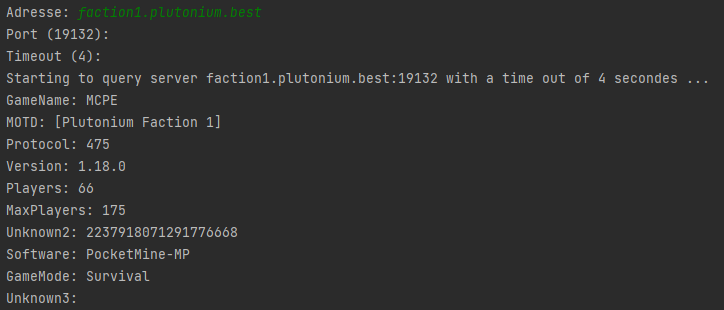 Adresse: faction1.plutonium.best
Port (19132):
Timeout (4):
Starting to query server faction1.plutonium.best:19132 with a time out of 4 secondes ...
GameName: MCPE
MOTD: [Plutonium Faction 1]
Protocol: 475
Version: 1.18.0
Players: 66
MaxPlayers: 175
Unknown2: 2237918071291776668
Software: PocketMine-MP
GameMode: Survival
Unknown3: